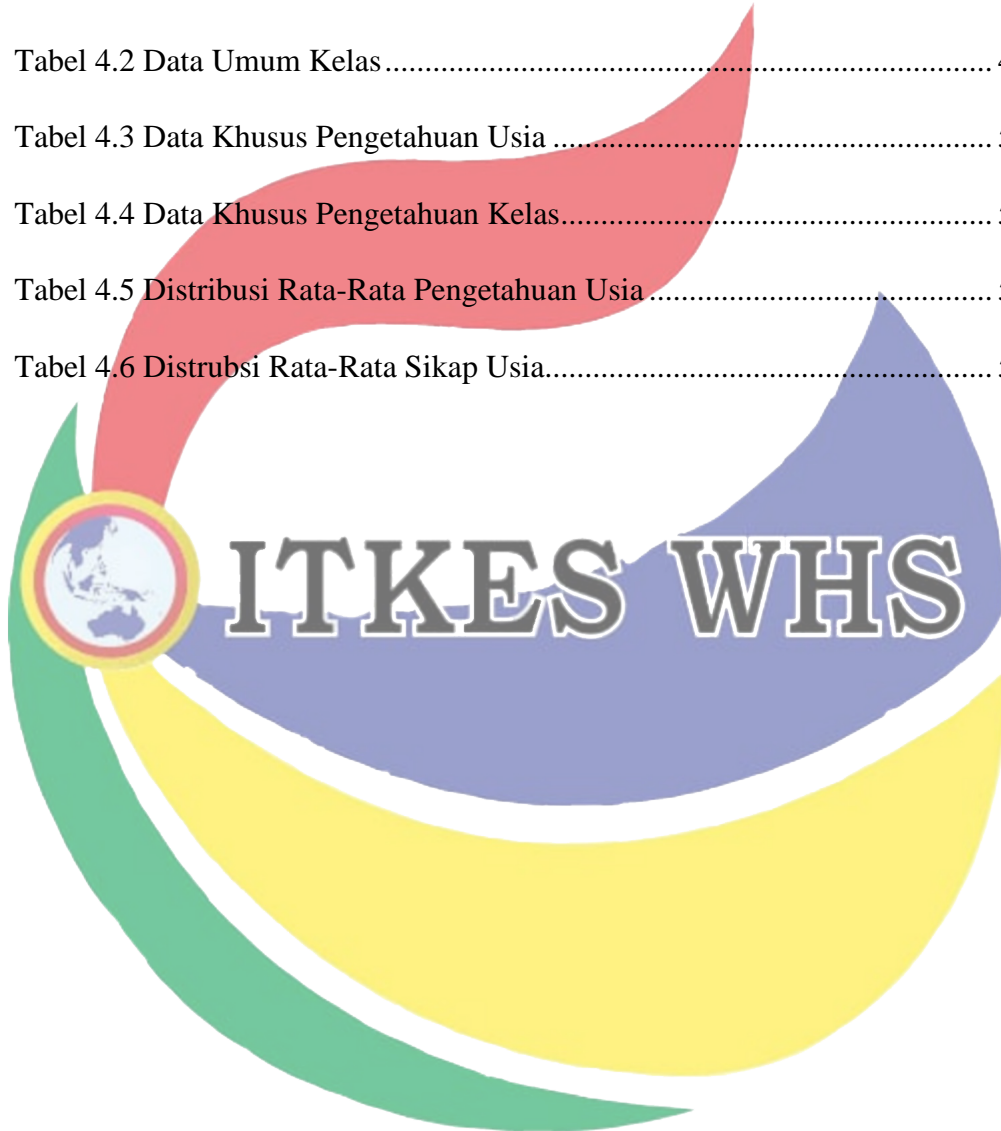 Tabel 4.2 Data Umum Kelas............................................................................. 4
Tabel 4.3 Data Khusus Pengetahuan Usia ........................................................
Tabel 4.4 Data Khusus Pengetahuan Kelas.......................................................
Tabel 4.5 Distribusi Rata-Rata Pengetahuan Usia ............................................
Tabel 4.6 Distrubsi Rata-Rata Sikap Usia.........................................................
ITKES WHS